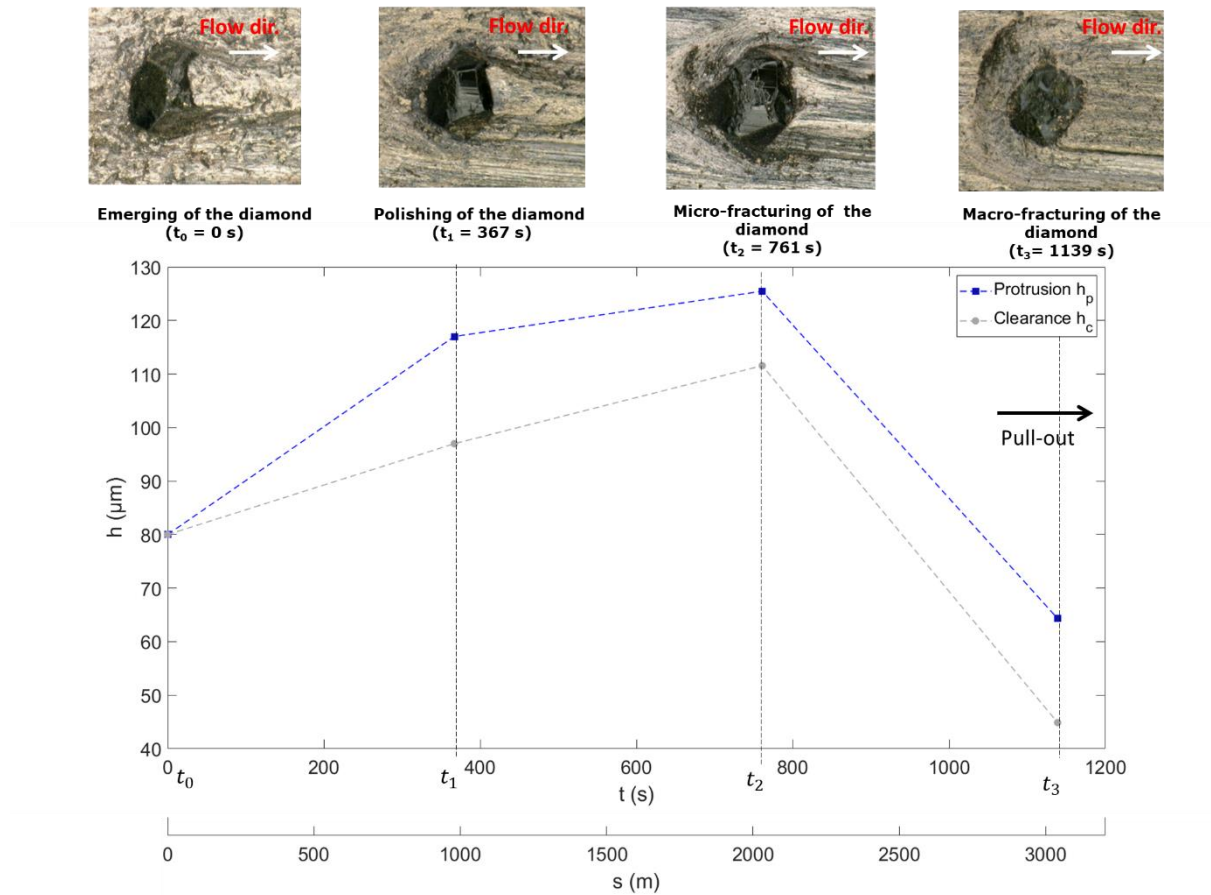 Flow dir.
Flow dir.
Flow dir.
Flow dir.
Emerging of the diamond
(t₀ = 0 s)
Polishing of the diamond
(t₁ = 367 s)
Micro-fracturing of the
diamond
(t₂ = 761 s)
Macro-fracturing of the
diamond
(t₃= 1139 s)
130
120
110
100
90
80
70
60
50
40
h (μm)
Protrusion h_p
Clearance h_c
Pull-out
0 200 400 600 800 1000 1200
t₀ t₁ t₂ t₃
t (s)
0 500 1000 1500 2000 2500 3000
s (m)